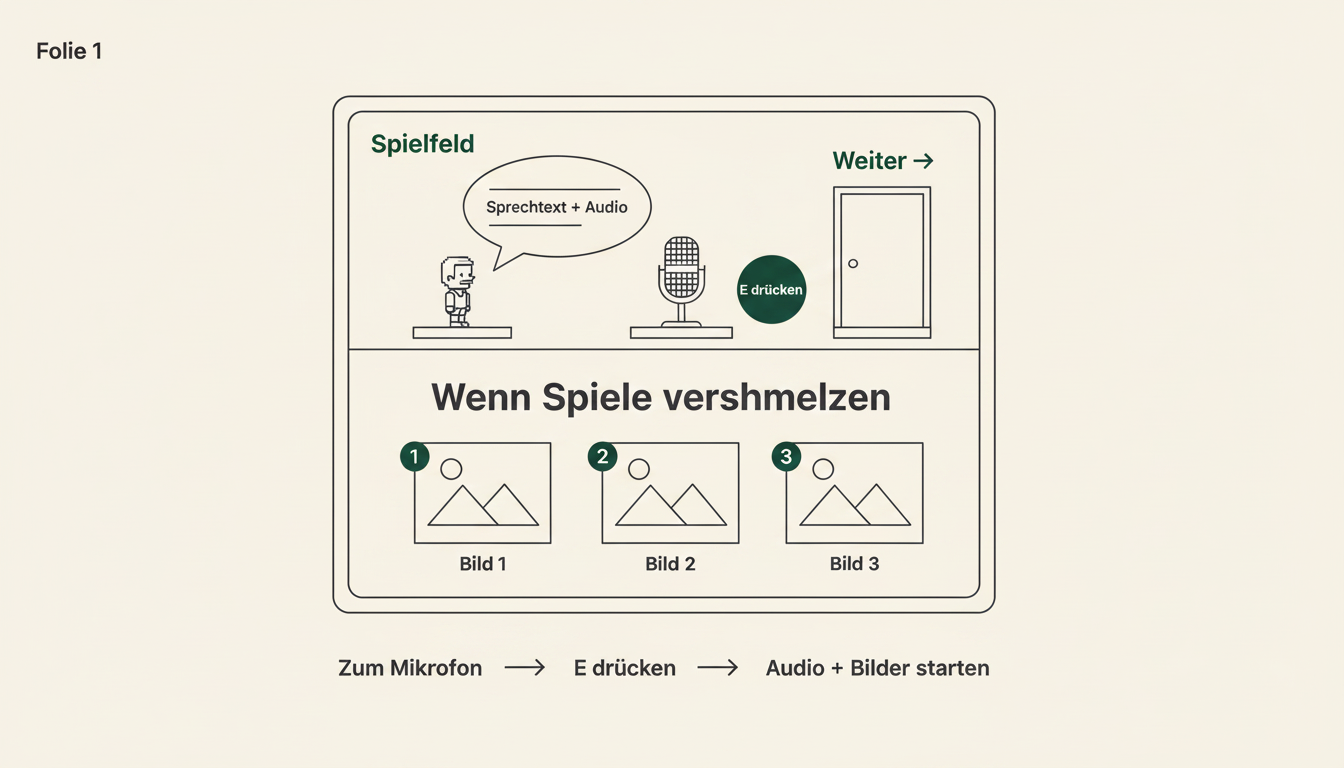 Folie 1
Spielfeld
Weiter →
Sprechtext + Audio
E drücken
Wenn Spiele vershmelzen
1
2
3
Bild 1
Bild 2
Bild 3
Zum Mikrofon → E drücken → Audio + Bilder starten